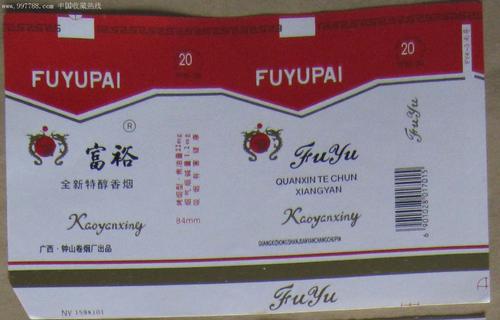 www.997788.com 中国收藏热线
20
FUYUPAI
富裕
®
全新特醇香烟
Kaoyanxing
84mm
广西·钟山卷烟厂出品
20
FUYUPAI
FuYu
QUANXIN TE CHUN
XIANGYAN
Kaoyanxing
GUANGXIZHONGSHANJUANYANCHANGCHUPIN
FuYu
6901028017015
FuYu